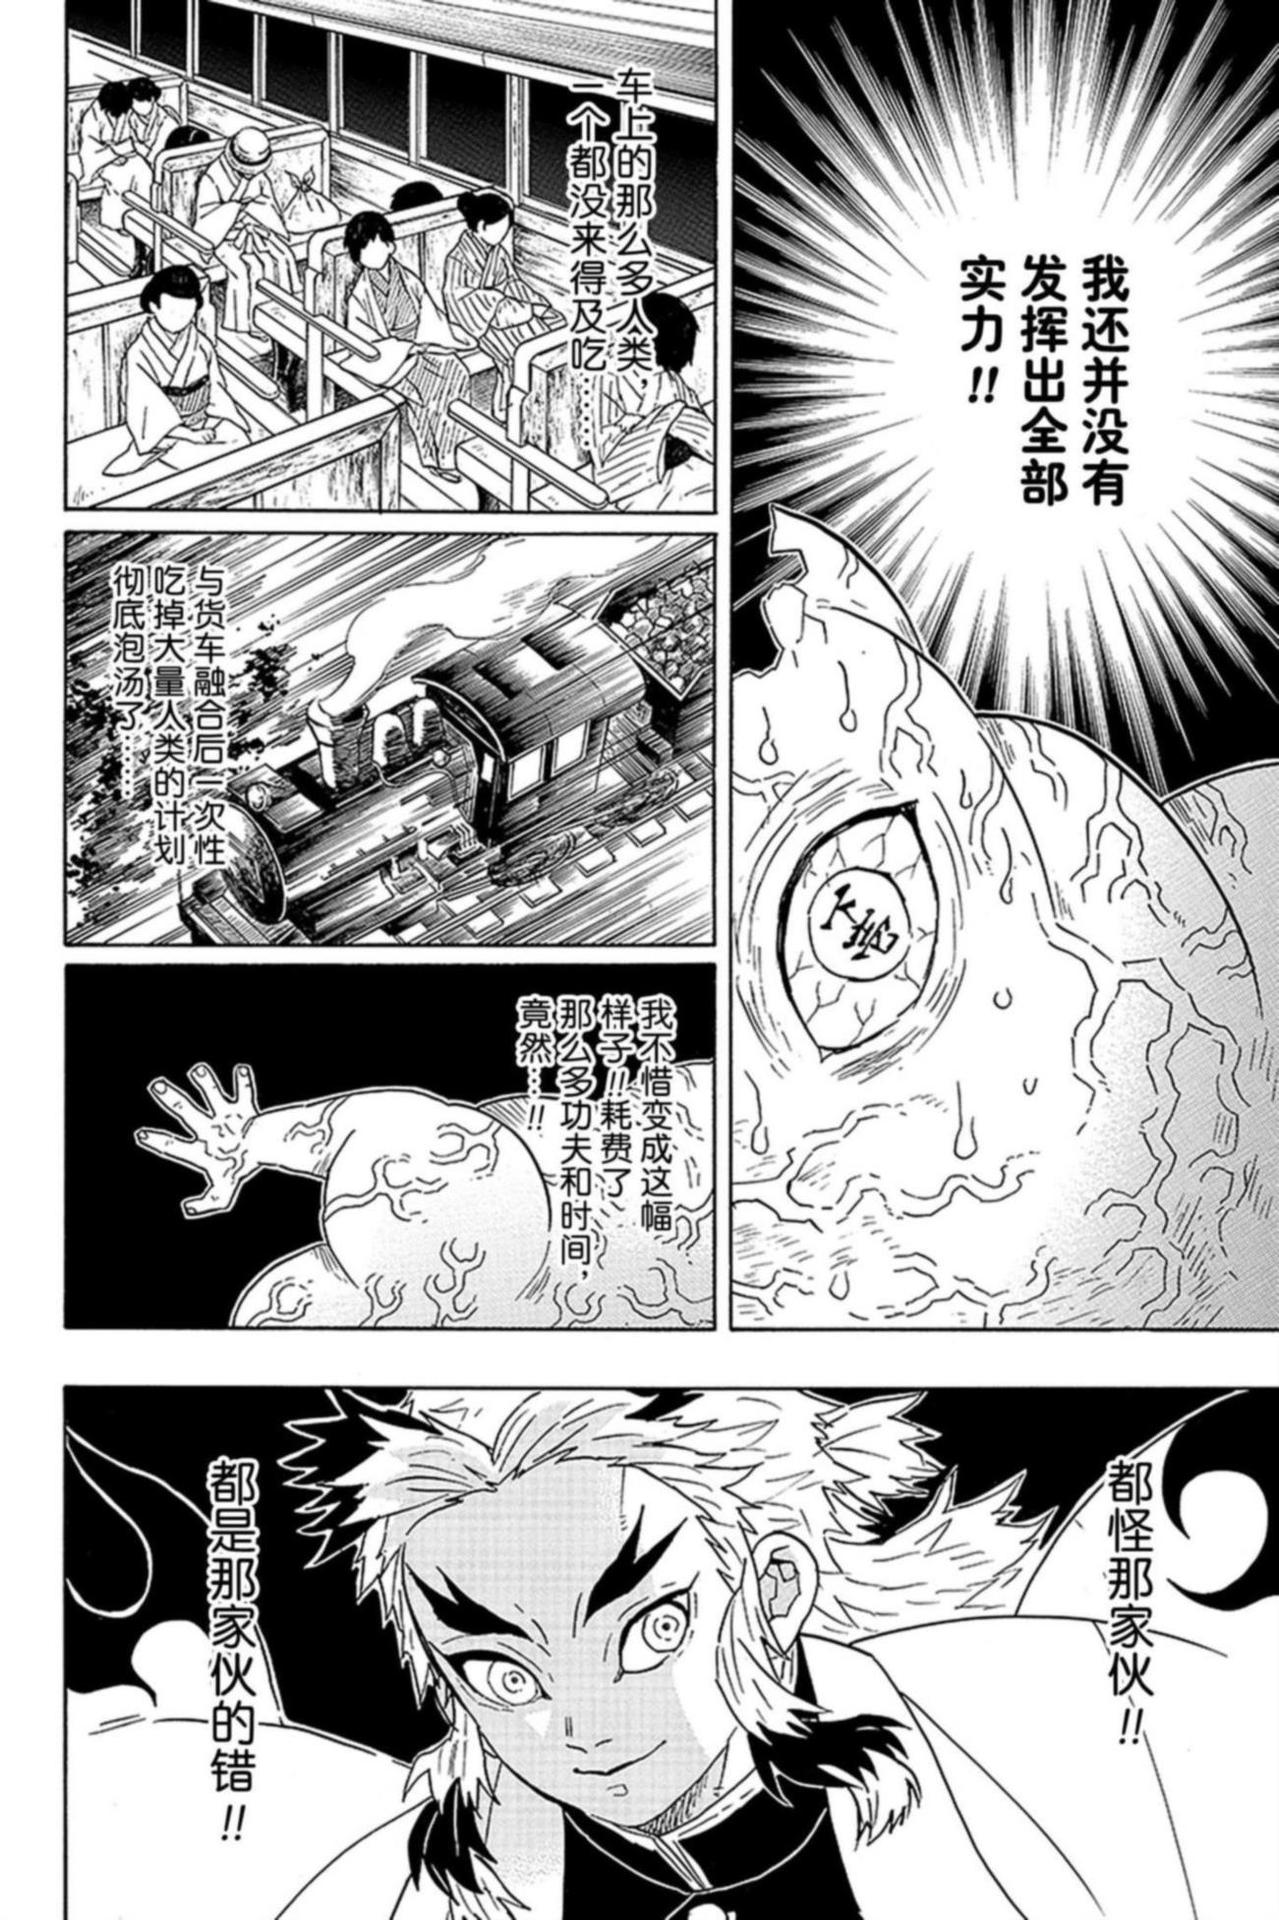 我还并没有
发挥出全部
实力!!
下壱
车上的那么多人类，
一个都没来得及吃……
与货车融合后一次性
吃掉大量人类的计划
彻底泡汤了……
我不惜变成这幅
样子!!耗费了
那么多功夫和时间，
竟然…!!
都怪那家伙!!
都是那家伙的错!!